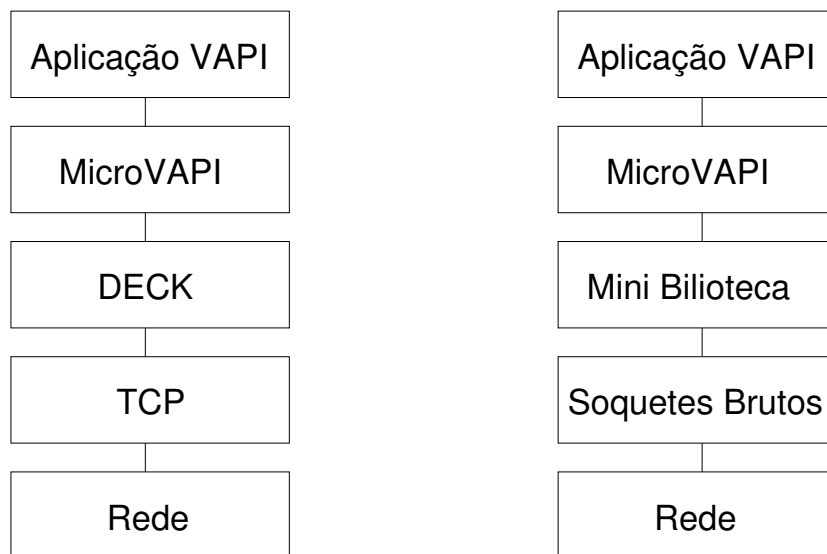 Aplicação VAPI
MicroVAPI
DECK
TCP
Rede
Aplicação VAPI
MicroVAPI
Mini Bilioteca
Soquetes Brutos
Rede